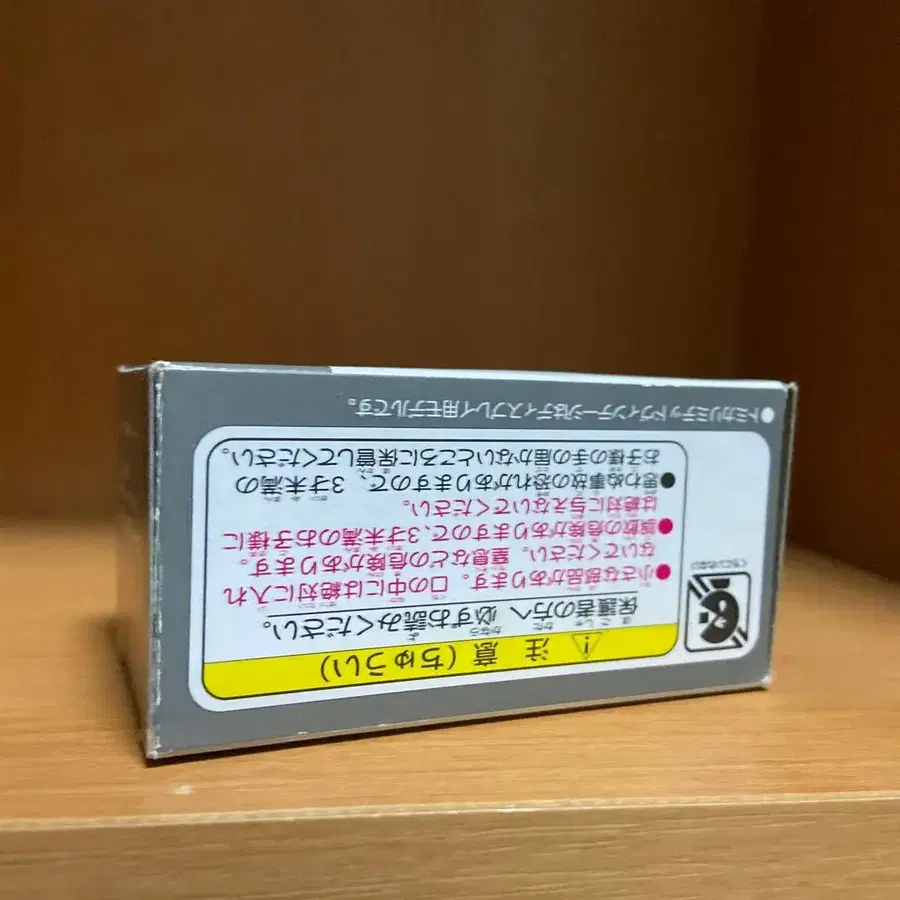 ⚠ 注 意 (ちゅうい)
保護者の方へ 必ずお読みください。
●小さな部品があります。口の中には絶対に入れ
ないでください。窒息などの危険があります。
●誤飲の危険がありますので、3才未満のお子様に
は絶対に与えないでください。
●思わぬ事故の恐れがありますので、3才未満の
お子様の手の届かないところに保管してください。
くちにいれない
●トミカリミテッドヴィンテージはディスプレイ用モデルです。